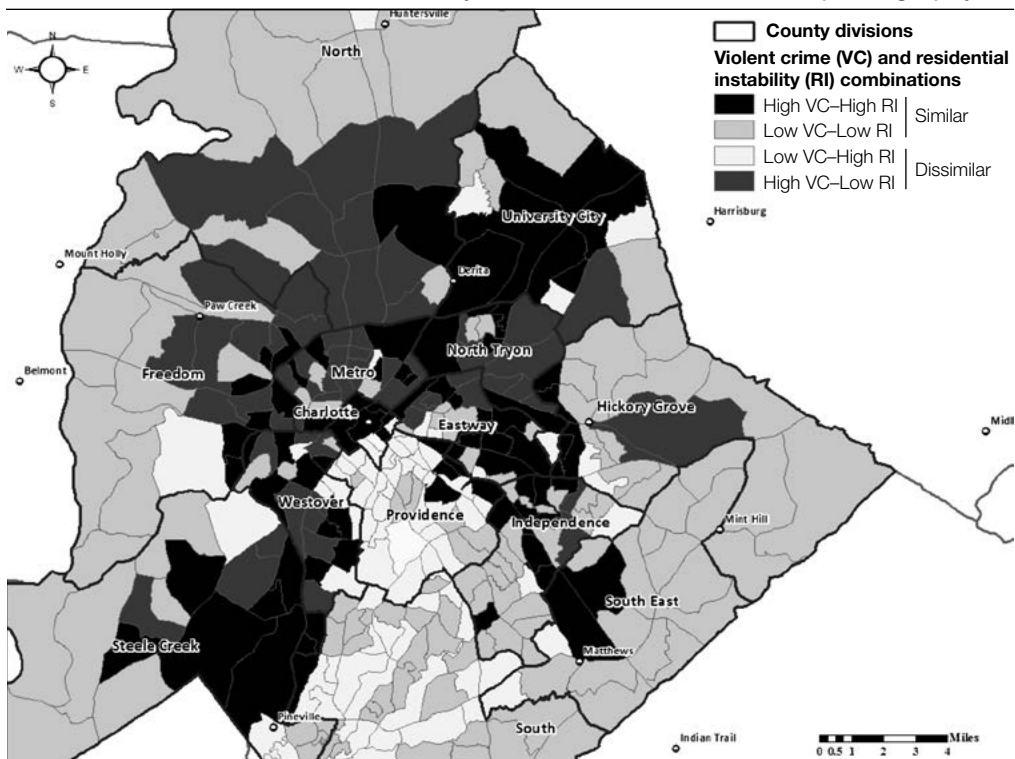 Huntersville
North
N
W
E
S
County divisions
Violent crime (VC) and residential
instability (RI) combinations
High VC–High RI
Similar
Low VC–Low RI
Low VC–High RI
Dissimilar
High VC–Low RI
University City
Harrisburg
Mount Holly
Derita
Paw Creek
North Tryon
Belmont
Freedom
Metro
Charlotte
Eastway
Hickory Grove
Midl
Westover
Providence
Independence
Mint Hill
South East
Steele Creek
Matthews
Pineville
South
Indian Trail
Miles
0 0.5 1 2 3 4